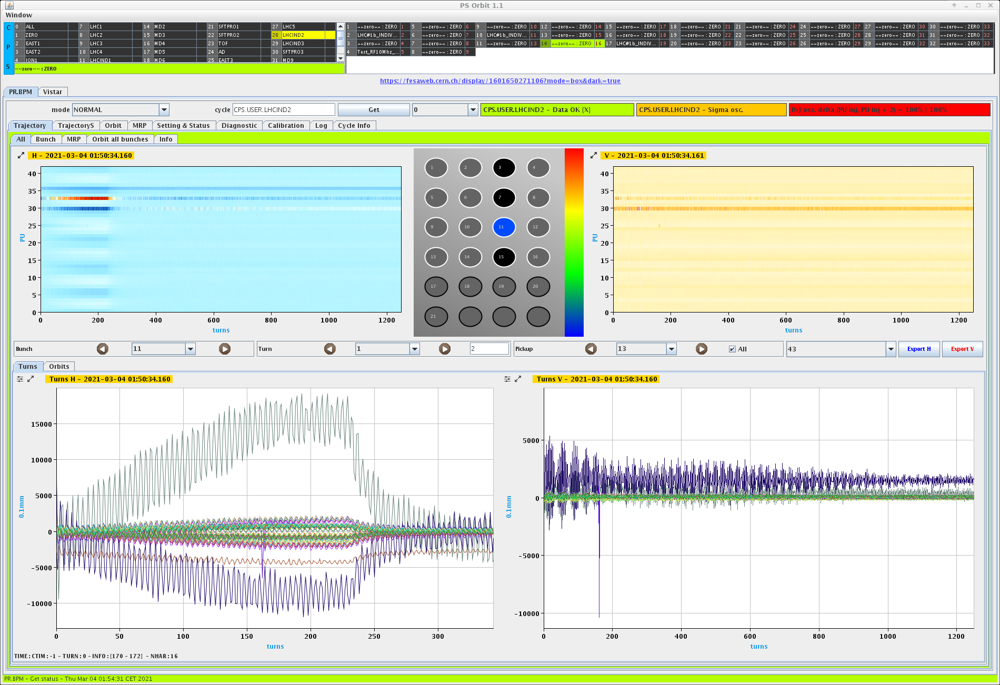 PS Orbit 1.1
Window
C P S
0 ALL 7 LHC1 14 MD2 21 SFTPRO1 27 LHC5
1 ZERO 8 LHC2 15 MD3 22 SFTPRO2 28 LHCIND2
2 EAST1 9 LHC3 16 MD4 23 TOF 29 LHCIND3
3 EAST2 10 LHC4 17 MD5 24 AD 30 SFTPRO3
4 ION1 11 LHCIND1 18 MD6 25 EAST3 31 MD9
~~zero~~ : ZERO
1 ~~zero~~ : ZERO 1 5 ~~zero~~ : ZERO 6 9 ~~zero~~ : ZERO 10 12 ~~zero~~ : ZERO 14 15 ~~zero~~ : ZERO 17 18 ~~zero~~ : ZERO 21 21 ~~zero~~ : ZERO 24 24 ~~zero~~ : ZERO 27 27 ~~zero~~ : ZERO 30 30 ~~zero~~ : ZERO 33
2 LHC#1b_INDIV... 2 6 ~~zero~~ : ZERO 7 10 LHC#1b_INDIV... 11 13 ~~zero~~ : ZERO 15 16 ~~zero~~ : ZERO 18 19 ~~zero~~ : ZERO 22 22 ~~zero~~ : ZERO 25 25 ~~zero~~ : ZERO 28 28 ~~zero~~ : ZERO 31 31 ~~zero~~ : ZERO 32
3 ~~zero~~ : ZERO 4 7 ~~zero~~ : ZERO 8 11 ~~zero~~ : ZERO 13 14 ~~zero~~ : ZERO 16 17 LHC#1b_INDIV... 19 20 ~~zero~~ : ZERO 23 23 ~~zero~~ : ZERO 26 26 ~~zero~~ : ZERO 29 29 ~~zero~~ : ZERO 32 32 ~~zero~~ : ZERO 33
4 Test_RF10Mhz_... 5 8 ~~zero~~ : ZERO 9
https://fesaweb.cern.ch/display/1601650271106?mode=box&dark=true
PR.BPM Vistar
mode NORMAL cycle CPS.USER.LHCIND2 Get 0 CPS.USER.LHCIND2 - Data OK [X] CPS.USER.LHCIND2 - Sigma osc. INJ osc. delta (PU inj, PU inj + 2) = 100% | 100%
Trajectory TrajectoryS Orbit MRP Setting & Status Diagnostic Calibration Log Cycle Info
All Bunch MRP Orbit all bunches Info
H - 2021-03-04 01:50:34.160
40
35
30
25
20
15
10
5
0
PU
0 200 400 600 800 1000 1200
turns
1 2 3 4
5 6 7 8
9 10 11 12
13 14 15 16
17 18 19 20
21
V - 2021-03-04 01:50:34.161
40
35
30
25
20
15
10
5
0
PU
0 200 400 600 800 1000 1200
turns
Bunch 11 Turn 1 2 Pickup 13 All 43 Export H Export V
Turns Orbits
Turns H - 2021-03-04 01:50:34.160
15000
10000
5000
0
-5000
-10000
0.1mm
0 50 100 150 200 250 300
turns
Turns V - 2021-03-04 01:50:34.160
5000
0
-5000
-10000
0.1mm
0 200 400 600 800 1000 1200
turns
TIME : CTIM : -1 - TURN : 0 - INFO : [170 - 172] - NHAR : 16
PR.BPM - Get status - Thu Mar 04 01:54:31 CET 2021